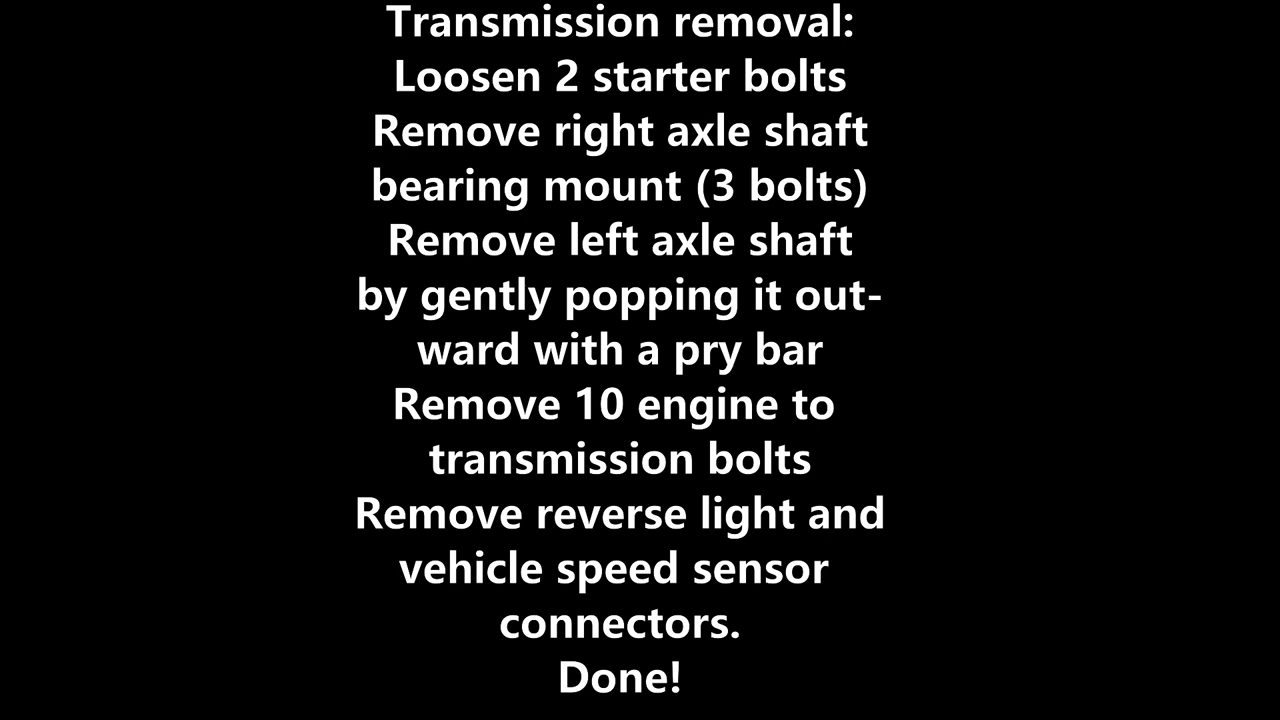 Transmission removal:
Loosen 2 starter bolts
Remove right axle shaft
bearing mount (3 bolts)
Remove left axle shaft
by gently popping it out-
ward with a pry bar
Remove 10 engine to
transmission bolts
Remove reverse light and
vehicle speed sensor
connectors.
Done!